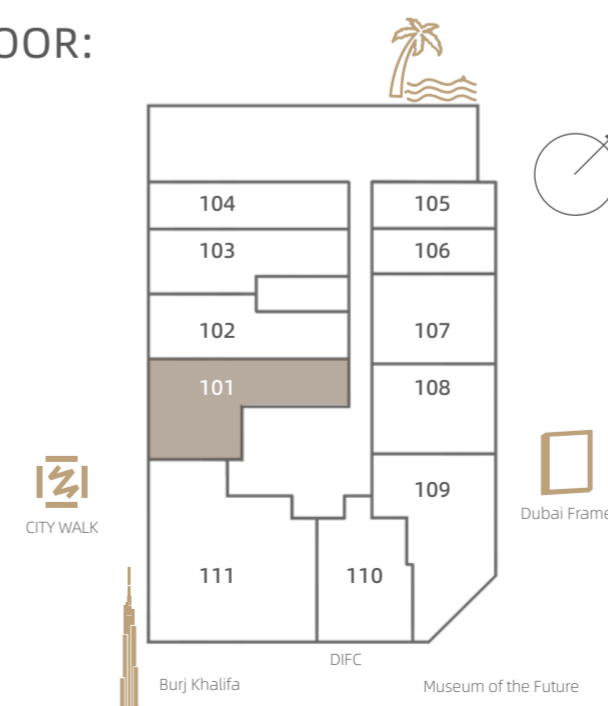 OOR:
104 105
103 106
102 107
101 108
109
CITY WALK
Dubai Frame
111 110
DIFC
Burj Khalifa
Museum of the Future